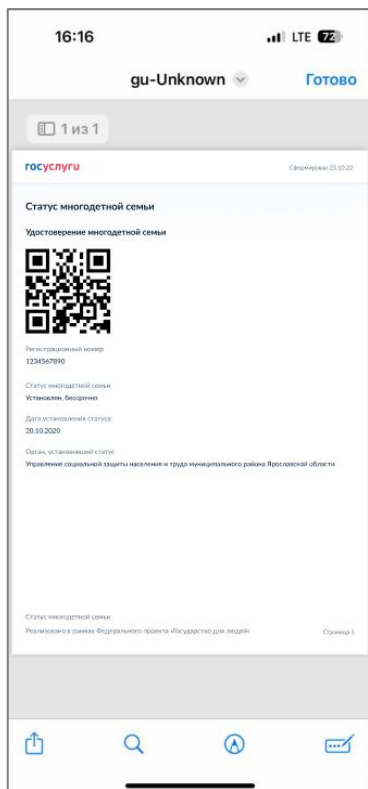 16:16
LTE 72
gu-Unknown
Готово
1 из 1
госуслуги
Сформирован 25.10.22
Статус многодетной семьи
Удостоверение многодетной семьи
Регистрационный номер
1234567890
Статус многодетной семьи
Установлен, бессрочно
Дата установления статуса
20.10.2020
Орган, установивший статус
Управление социальной защиты населения и труда муниципального района Ярославской области
Статус многодетной семьи
Реализовано в рамках Федерального проекта «Государство для людей»
Страница 1